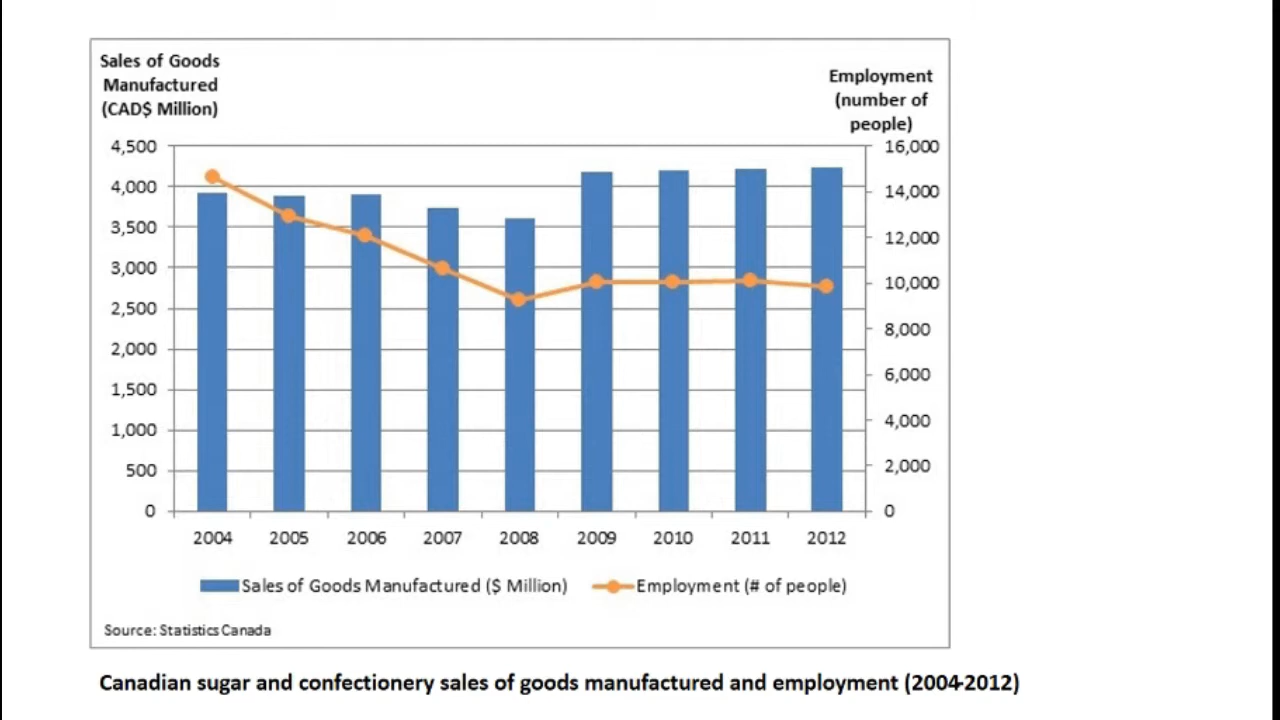 Sales of Goods
Manufactured
(CAD$ Million)
Employment
(number of
people)
4,500
4,000
3,500
3,000
2,500
2,000
1,500
1,000
500
0
16,000
14,000
12,000
10,000
8,000
6,000
4,000
2,000
0
2004 2005 2006 2007 2008 2009 2010 2011 2012
Sales of Goods Manufactured ($ Million) Employment (# of people)
Source: Statistics Canada
Canadian sugar and confectionery sales of goods manufactured and employment (2004-2012)